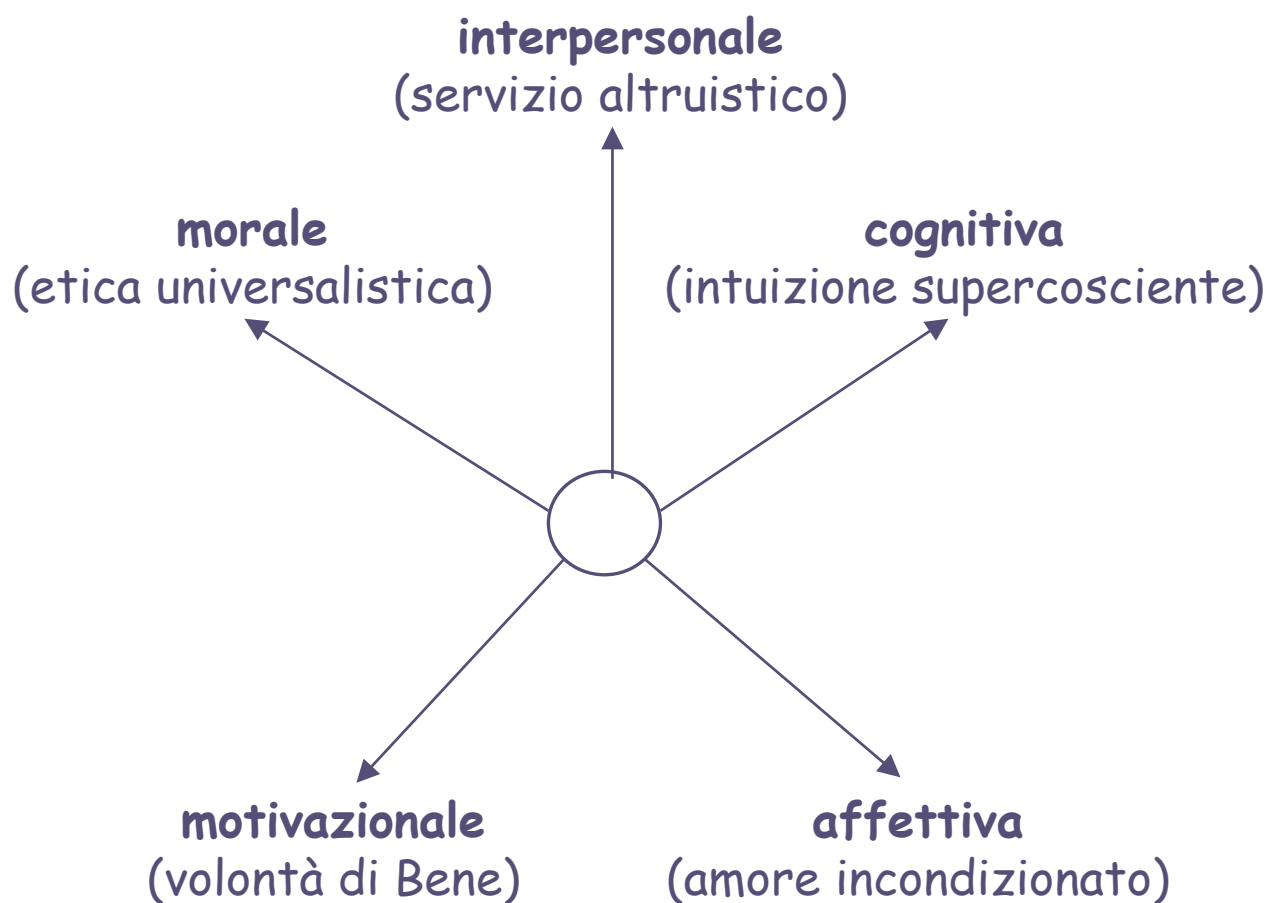 interpersonale
(servizio altruistico)
morale
(etica universalistica)
cognitiva
(intuizione supercosciente)
motivazionale
(volontà di Bene)
affettiva
(amore incondizionato)